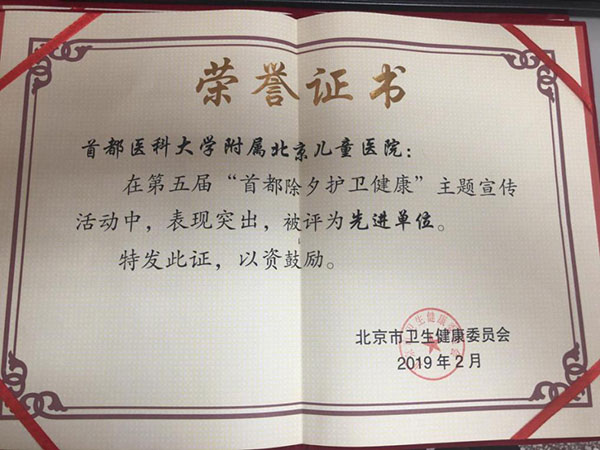 荣誉证书
首都医科大学附属北京儿童医院：
在第五届“首都除夕护卫健康”主题宣传
活动中，表现突出，被评为先进单位。
特发此证，以资鼓励。
北京市卫生健康委员会
2019年2月